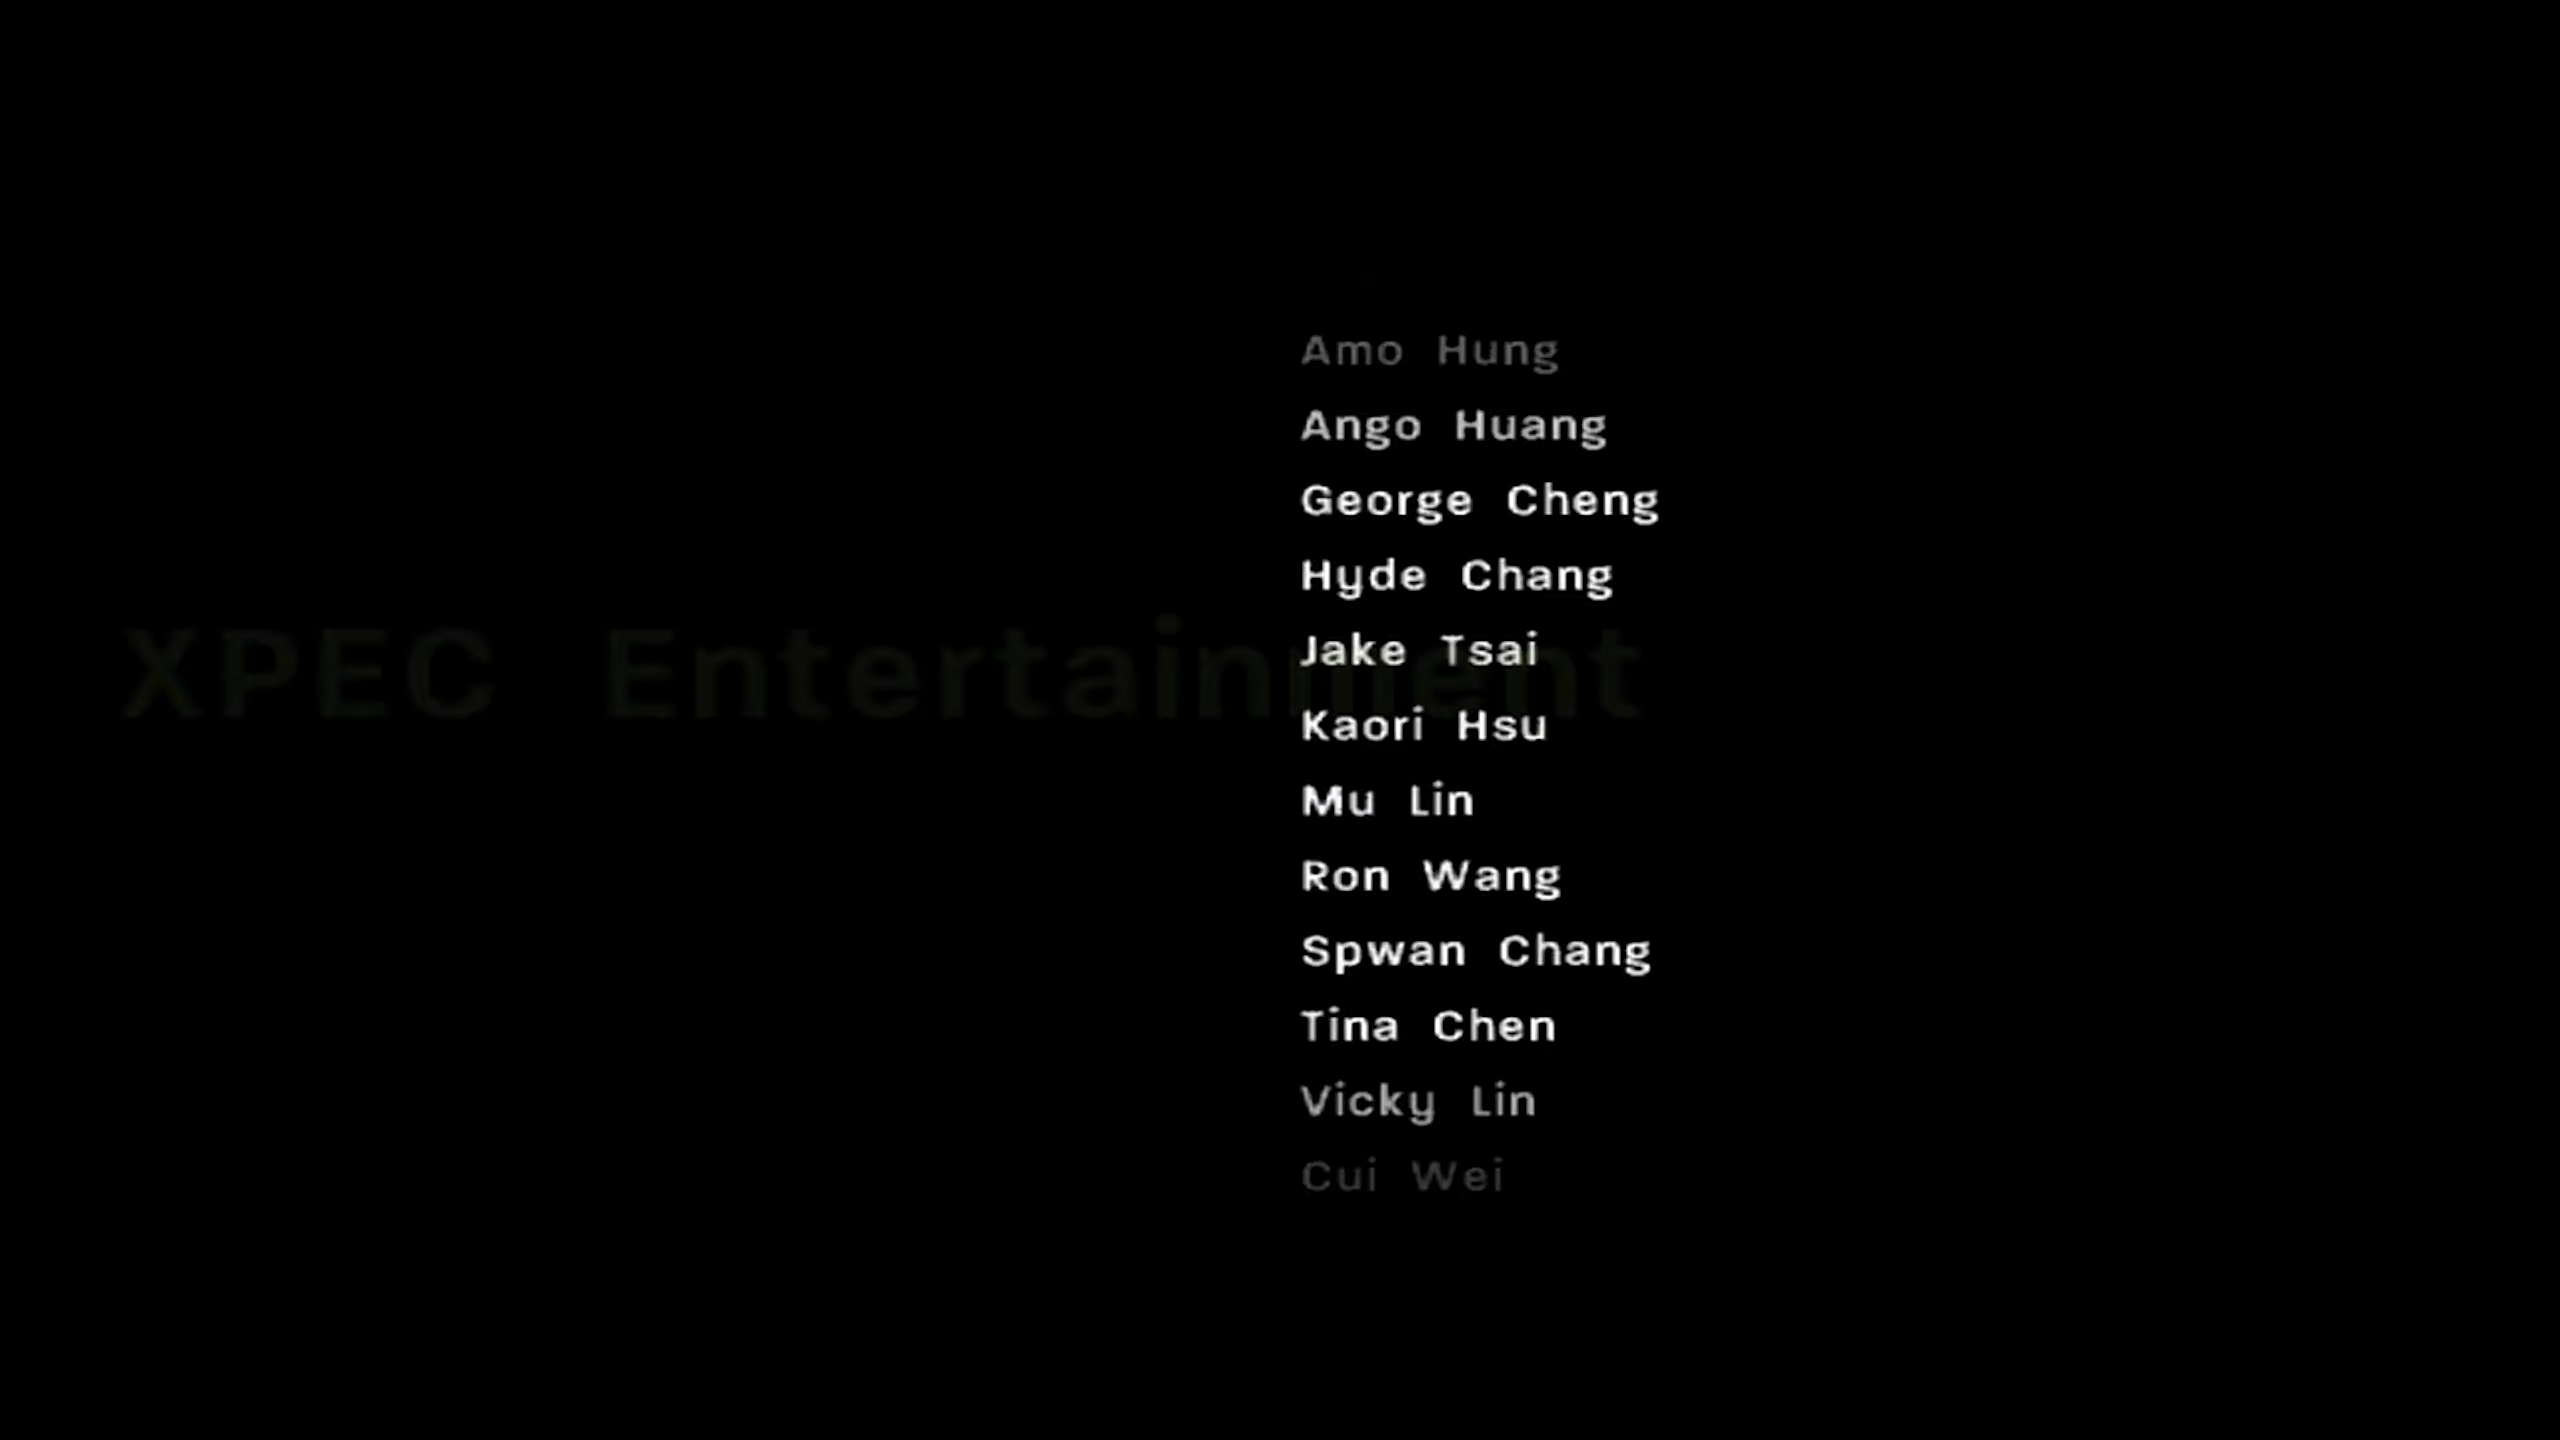 Amo Hung
Ango Huang
George Cheng
Hyde Chang
Jake Tsai
XPEC Entertainment
Kaori Hsu
Mu Lin
Ron Wang
Spwan Chang
Tina Chen
Vicky Lin
Cui Wei